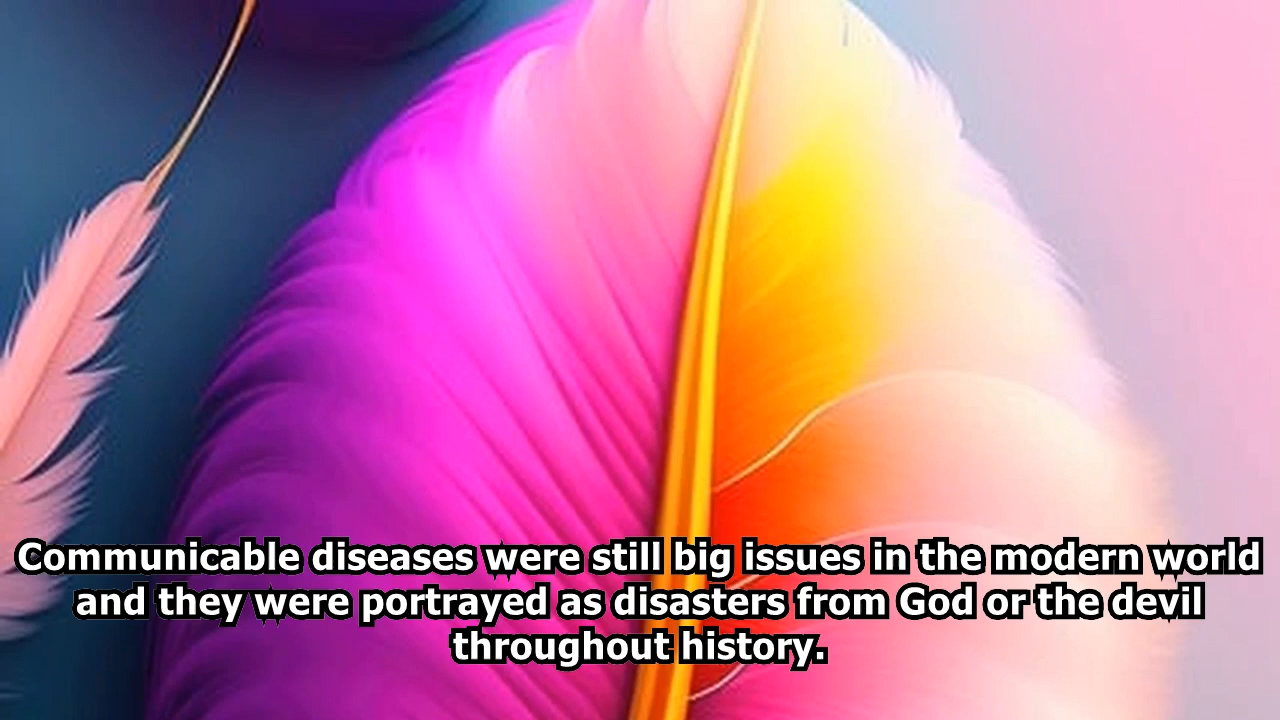 Communicable diseases were still big issues in the modern world
and they were portrayed as disasters from God or the devil
throughout history.